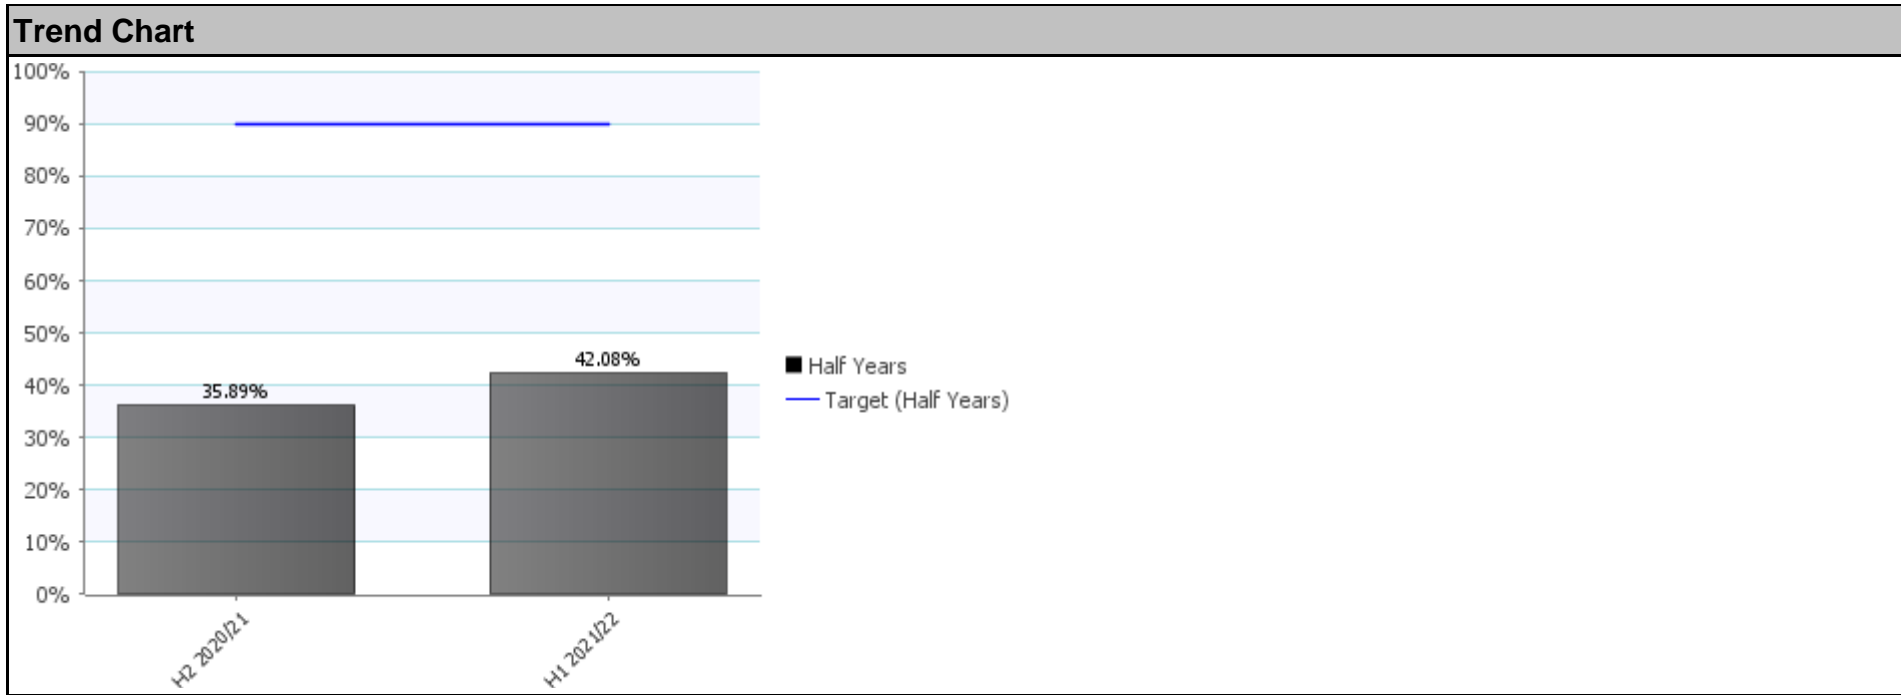 Trend Chart
100%
90%
80%
70%
60%
50%
40%
30%
20%
10%
0%
35.89%
42.08%
H2 2020/21
H1 2021/22
Half Years
Target (Half Years)